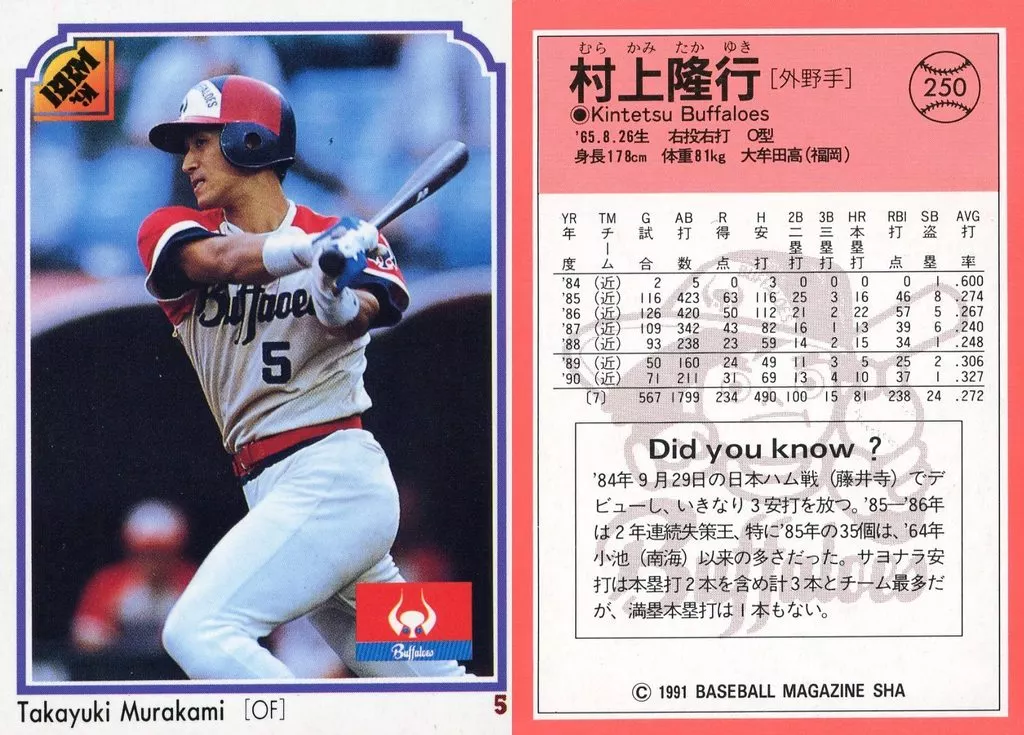 BBM '91
BUFFALOES
Buffaloes
5
Buffaloes
Takayuki Murakami [OF]
5
むら かみ たか ゆき
村上隆行[外野手]
250
◉Kintetsu Buffaloes
'65.8.26生 右投右打 O型
身長178cm 体重81kg 大牟田高(福岡)
YR TM G AB R H 2B 3B HR RBI SB AVG
年度 チーム 試合 打数 得点 安打 二塁打 三塁打 本塁打 打点 盗塁 打率
'84 (近) 2 5 0 3 0 0 0 0 1 .600
'85 (近) 116 423 63 116 25 3 16 46 8 .274
'86 (近) 126 420 50 112 21 2 22 57 5 .267
'87 (近) 109 342 43 82 16 1 13 39 6 .240
'88 (近) 93 238 23 59 14 2 15 34 1 .248
'89 (近) 50 160 24 49 11 3 5 25 2 .306
'90 (近) 71 211 31 69 13 4 10 37 1 .327
[7] 567 1799 234 490 100 15 81 238 24 .272
Did you know ?
'84年9月29日の日本ハム戦(藤井寺)でデ
ビューし、いきなり3安打を放つ。'85―'86年
は2年連続失策王、特に'85年の35個は、'64年
小池(南海)以来の多さだった。サヨナラ安
打は本塁打2本を含め計3本とチーム最多だ
が、満塁本塁打は1本もない。
Buffaloes
© 1991 BASEBALL MAGAZINE SHA